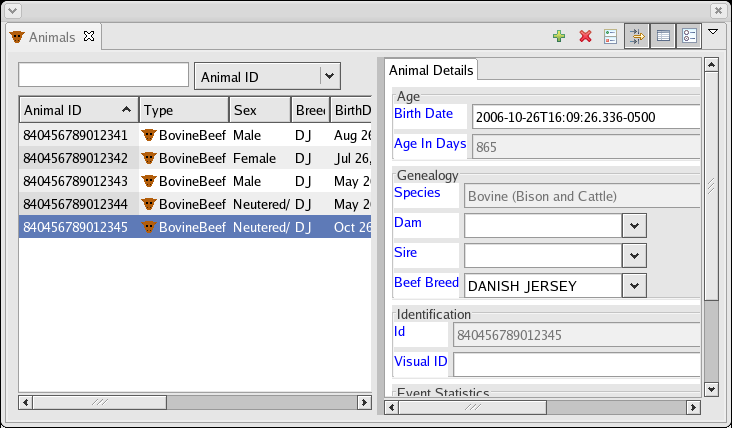 Animals
Animal ID
Animal ID Type Sex Breed BirthD
840456789012341 BovineBeef Male DJ Aug 26
840456789012342 BovineBeef Female DJ Jul 26,
840456789012343 BovineBeef Male DJ May 26
840456789012344 BovineBeef Neutered/ DJ May 26
840456789012345 BovineBeef Neutered/ DJ Oct 26
Animal Details
Age
Birth Date 2006-10-26T16:09:26.336-0500
Age In Days 865
Genealogy
Species Bovine (Bison and Cattle)
Dam
Sire
Beef Breed DANISH JERSEY
Identification
Id 840456789012345
Visual ID
Event Statistics